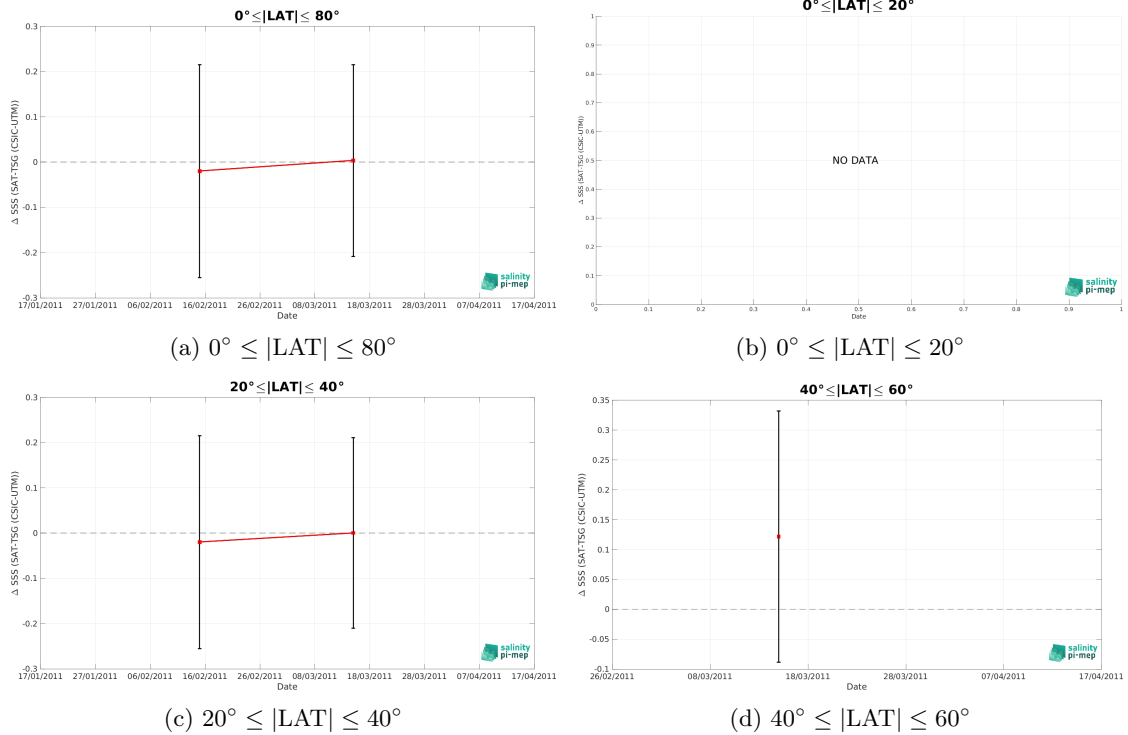 0°≤|LAT|≤ 80°
0.3
0.2
0.1
0
-0.1
-0.2
-0.3
Δ SSS (SAT-TSG (CSIC-UTM))
17/01/2011 27/01/2011 06/02/2011 16/02/2011 26/02/2011 08/03/2011 18/03/2011 28/03/2011 07/04/2011 17/04/2011
Date
salinity
pi-mep
(a) 0° ≤ |LAT| ≤ 80°
0°≤|LAT|≤ 20°
1
0.9
0.8
0.7
0.6
0.5
0.4
0.3
0.2
0.1
0
Δ SSS (SAT-TSG (CSIC-UTM))
NO DATA
0 0.1 0.2 0.3 0.4 0.5 0.6 0.7 0.8 0.9 1
Date
salinity
pi-mep
(b) 0° ≤ |LAT| ≤ 20°
20°≤|LAT|≤ 40°
0.3
0.2
0.1
0
-0.1
-0.2
-0.3
Δ SSS (SAT-TSG (CSIC-UTM))
17/01/2011 27/01/2011 06/02/2011 16/02/2011 26/02/2011 08/03/2011 18/03/2011 28/03/2011 07/04/2011 17/04/2011
Date
salinity
pi-mep
(c) 20° ≤ |LAT| ≤ 40°
40°≤|LAT|≤ 60°
0.35
0.3
0.25
0.2
0.15
0.1
0.05
0
-0.05
-0.1
Δ SSS (SAT-TSG (CSIC-UTM))
26/02/2011 08/03/2011 18/03/2011 28/03/2011 07/04/2011 17/04/2011
Date
salinity
pi-mep
(d) 40° ≤ |LAT| ≤ 60°